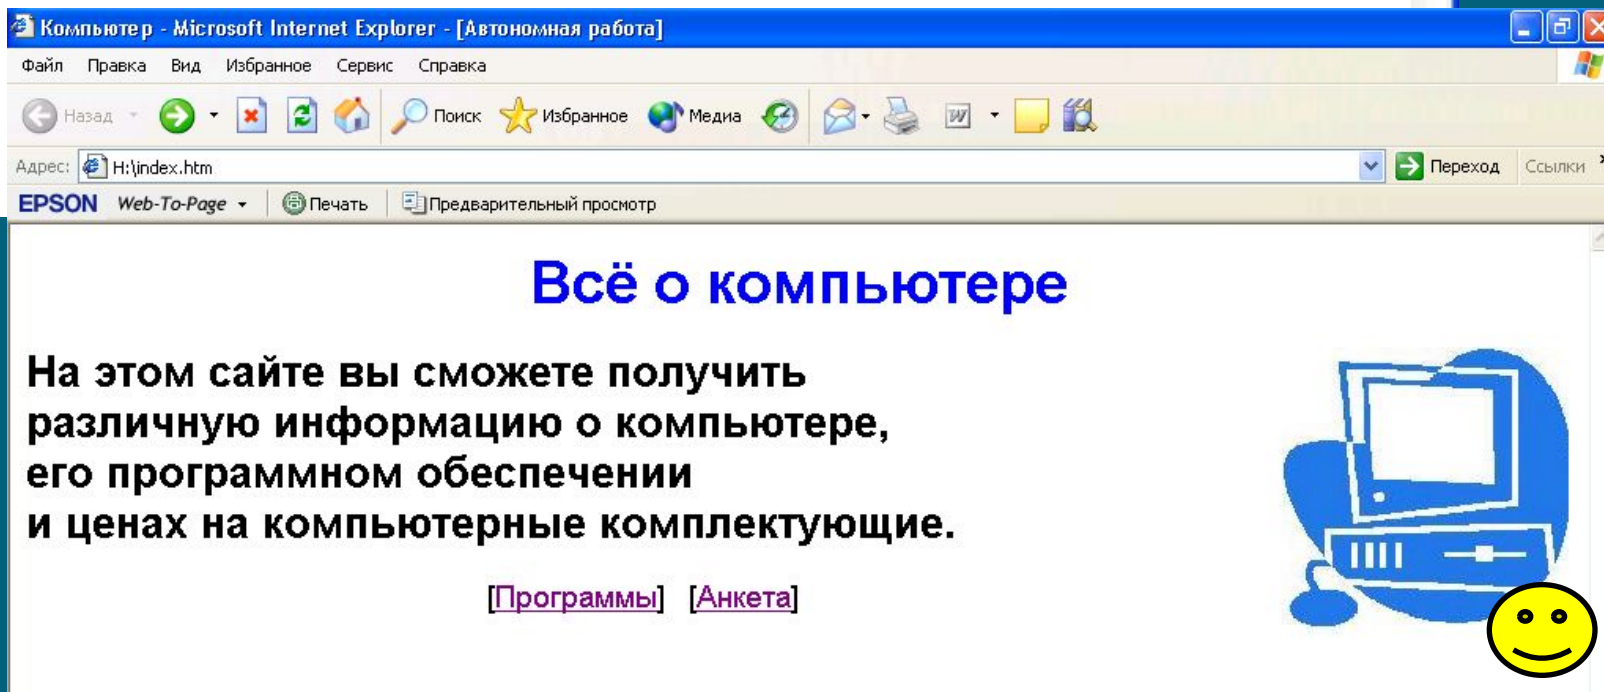 Компьютер - Microsoft Internet Explorer - [Автономная работа]
Файл Правка Вид Избранное Сервис Справка
Назад Поиск Избранное Медиа W
Адрес: H:\index.htm Переход Ссылки »
EPSON Web-To-Page Печать Предварительный просмотр
Всё о компьютере
На этом сайте вы сможете получить
различную информацию о компьютере,
его программном обеспечении
и ценах на компьютерные комплектующие.
[Программы] [Анкета]